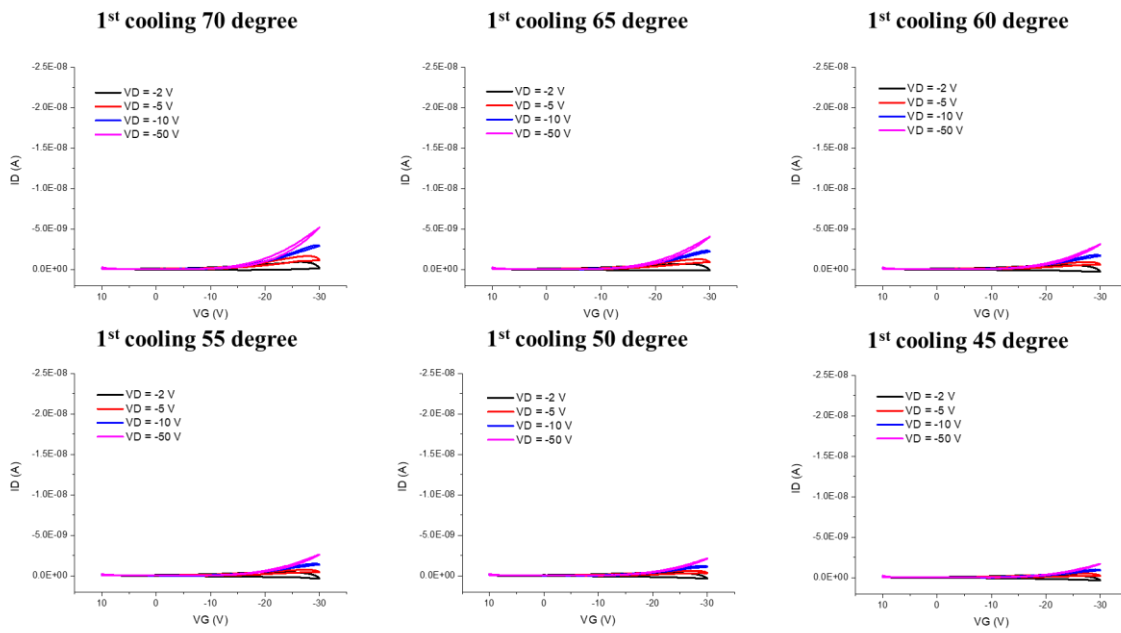 1st cooling 70 degree
-2.5E-08
-2.0E-08
-1.5E-08
-1.0E-08
-5.0E-09
0.0E+00
ID (A)
VD = -2 V
VD = -5 V
VD = -10 V
VD = -50 V
10
0
-10
-20
-30
VG (V)
1st cooling 65 degree
-2.5E-08
-2.0E-08
-1.5E-08
-1.0E-08
-5.0E-09
0.0E+00
ID (A)
VD = -2 V
VD = -5 V
VD = -10 V
VD = -50 V
10
0
-10
-20
-30
VG (V)
1st cooling 60 degree
-2.5E-08
-2.0E-08
-1.5E-08
-1.0E-08
-5.0E-09
0.0E+00
ID (A)
VD = -2 V
VD = -5 V
VD = -10 V
VD = -50 V
10
0
-10
-20
-30
VG (V)
1st cooling 55 degree
-2.5E-08
-2.0E-08
-1.5E-08
-1.0E-08
-5.0E-09
0.0E+00
ID (A)
VD = -2 V
VD = -5 V
VD = -10 V
VD = -50 V
10
0
-10
-20
-30
VG (V)
1st cooling 50 degree
-2.5E-08
-2.0E-08
-1.5E-08
-1.0E-08
-5.0E-09
0.0E+00
ID (A)
VD = -2 V
VD = -5 V
VD = -10 V
VD = -50 V
10
0
-10
-20
-30
VG (V)
1st cooling 45 degree
-2.5E-08
-2.0E-08
-1.5E-08
-1.0E-08
-5.0E-09
0.0E+00
ID (A)
VD = -2 V
VD = -5 V
VD = -10 V
VD = -50 V
10
0
-10
-20
-30
VG (V)